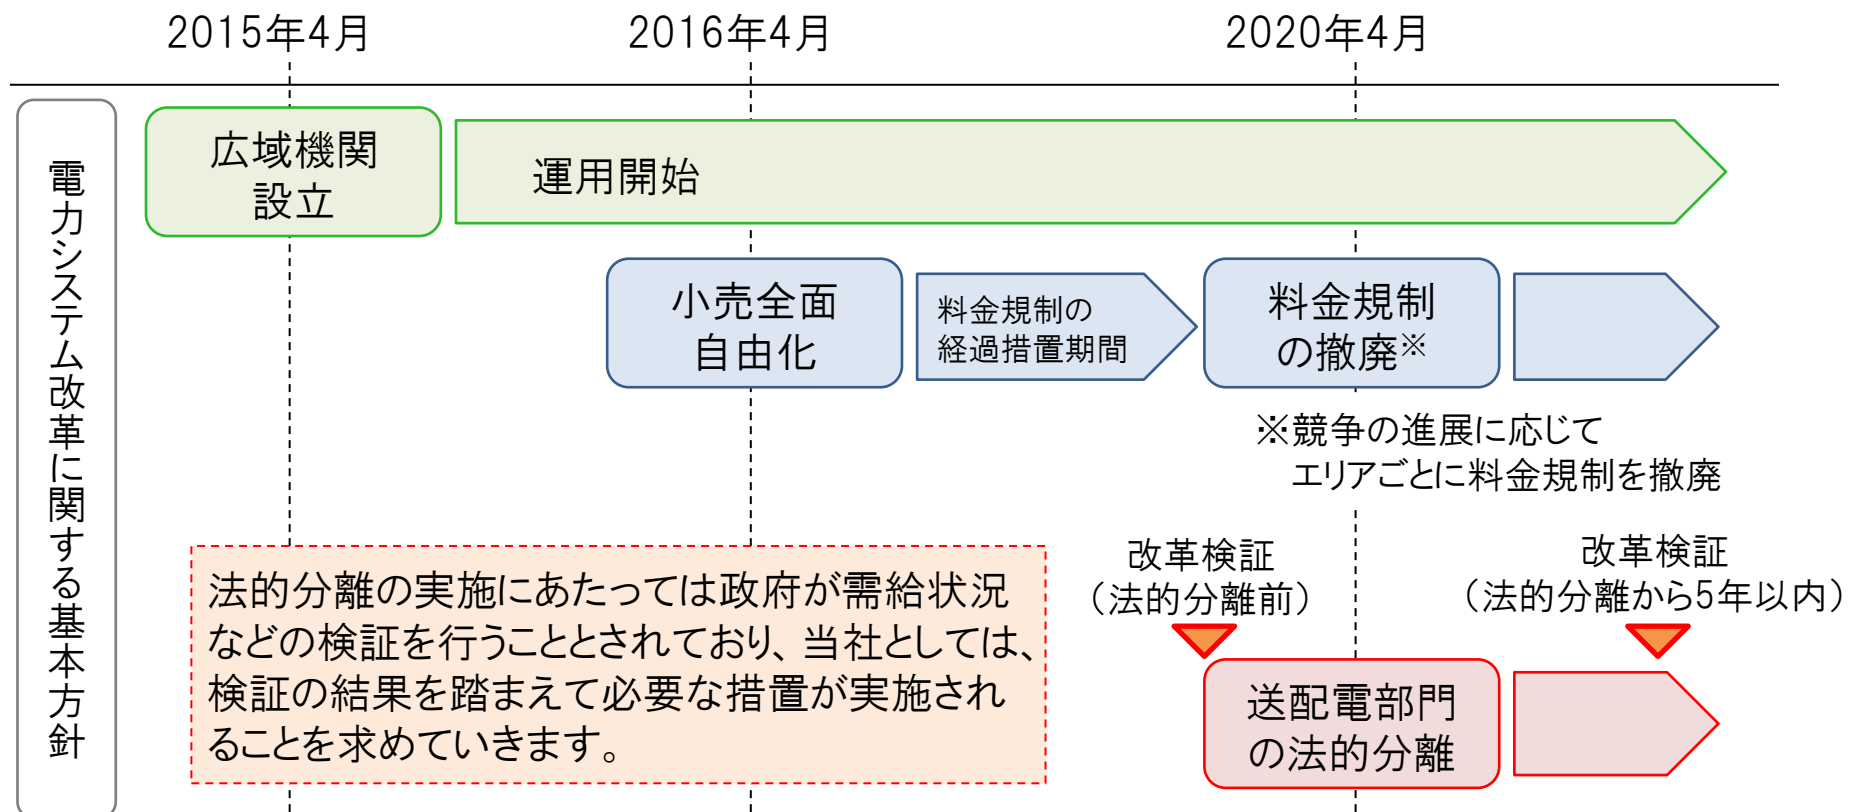 2015年4月
2016年4月
2020年4月
電力システム改革に関する基本方針
広域機関
設立
運用開始
小売全面
自由化
料金規制の
経過措置期間
料金規制
の撤廃※
※競争の進展に応じて
エリアごとに料金規制を撤廃
法的分離の実施にあたっては政府が需給状況
などの検証を行うこととされており、当社としては、
検証の結果を踏まえて必要な措置が実施され
ることを求めていきます。
改革検証
（法的分離前）
改革検証
（法的分離から5年以内）
送配電部門
の法的分離